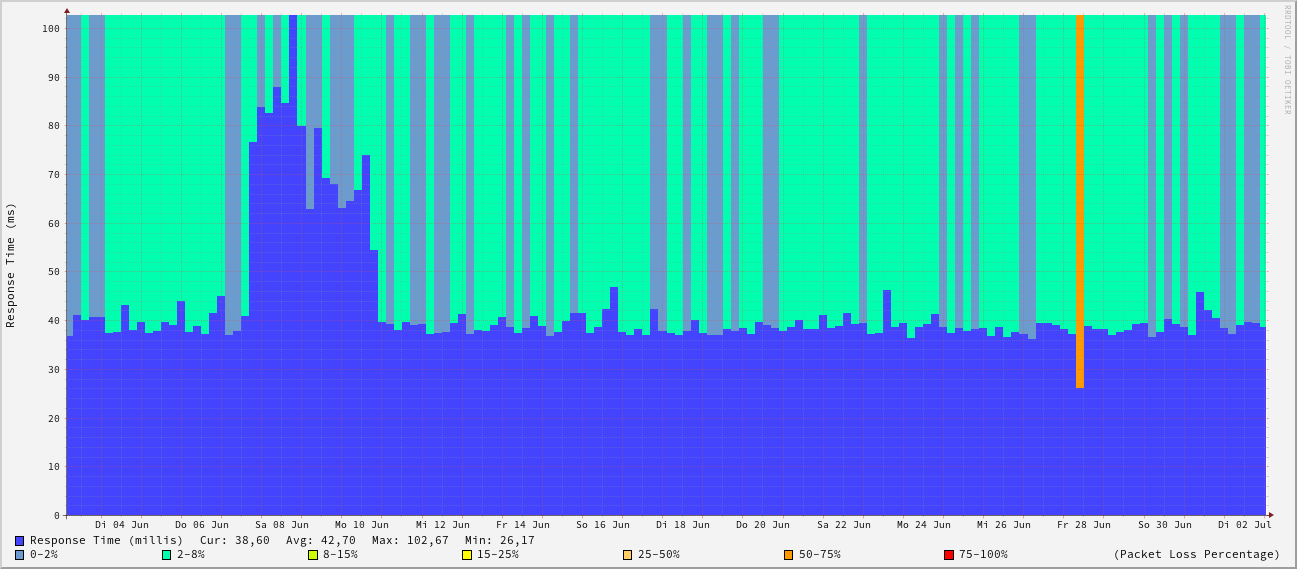 RRDTOOL / TOBI OETIKER
Response Time (ms)
100
90
80
70
60
50
40
30
20
10
0
Di 04 Jun Do 06 Jun Sa 08 Jun Mo 10 Jun Mi 12 Jun Fr 14 Jun So 16 Jun Di 18 Jun Do 20 Jun Sa 22 Jun Mo 24 Jun Mi 26 Jun Fr 28 Jun So 30 Jun Di 02 Jul
Response Time (millis) Cur: 38,60 Avg: 42,70 Max: 102,67 Min: 26,17
0-2% 2-8% 8-15% 15-25% 25-50% 50-75% 75-100% (Packet Loss Percentage)